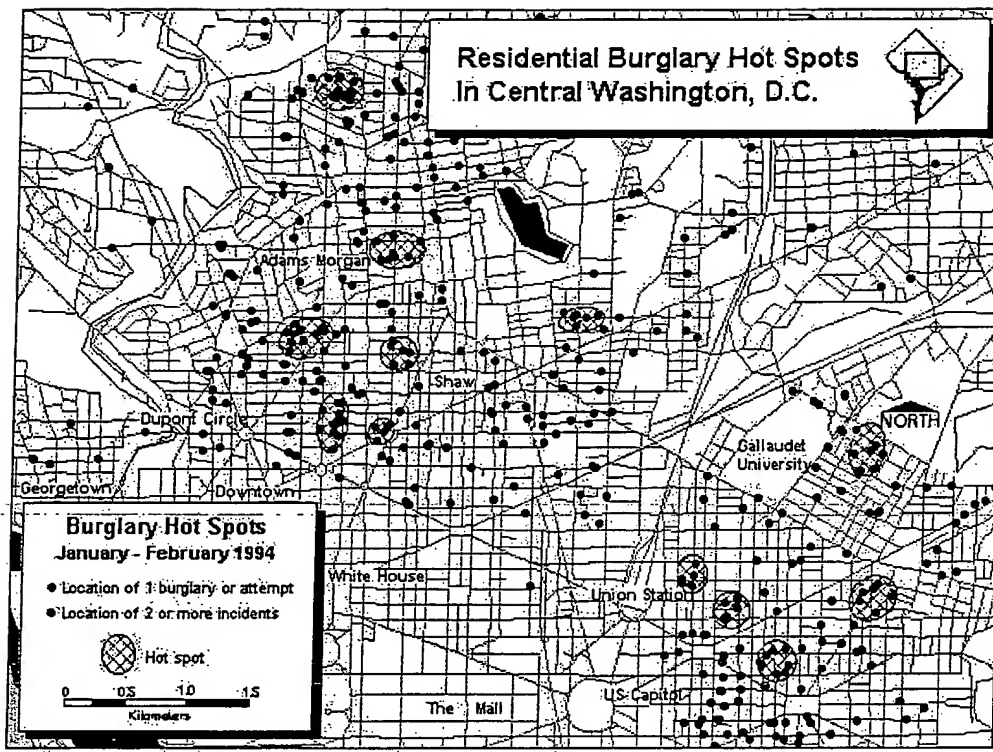 Residential Burglary Hot Spots
in Central Washington, D.C.
Adams Morgan
Shaw
Dupont Circle
NORTH
Gallaudet
University
Georgetown
Downtown
White House
Union Station
US Capitol
The Mall
Burglary Hot Spots
January - February 1994
Location of 1 burglary or attempt
Location of 2 or more incidents
Hot spot
0 0.5 1.0 1.5
Kilometers